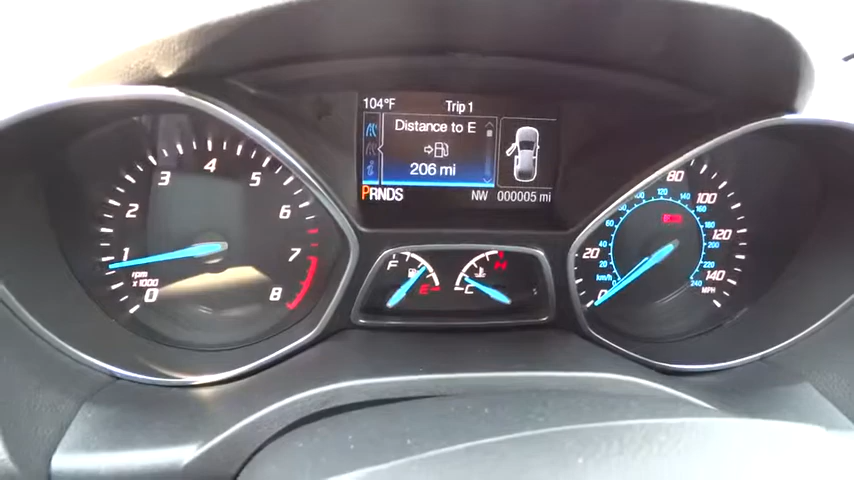 104°F Trip 1
Distance to E
206 mi
PRNDS NW 000005 mi
0 1 2 3 4 5 6 7 8
rpm
x1000
F E
C H
0 20 80 100 120 140
MPH
km/h
20 40 60 80 100 120 140 160 180 200 220 240